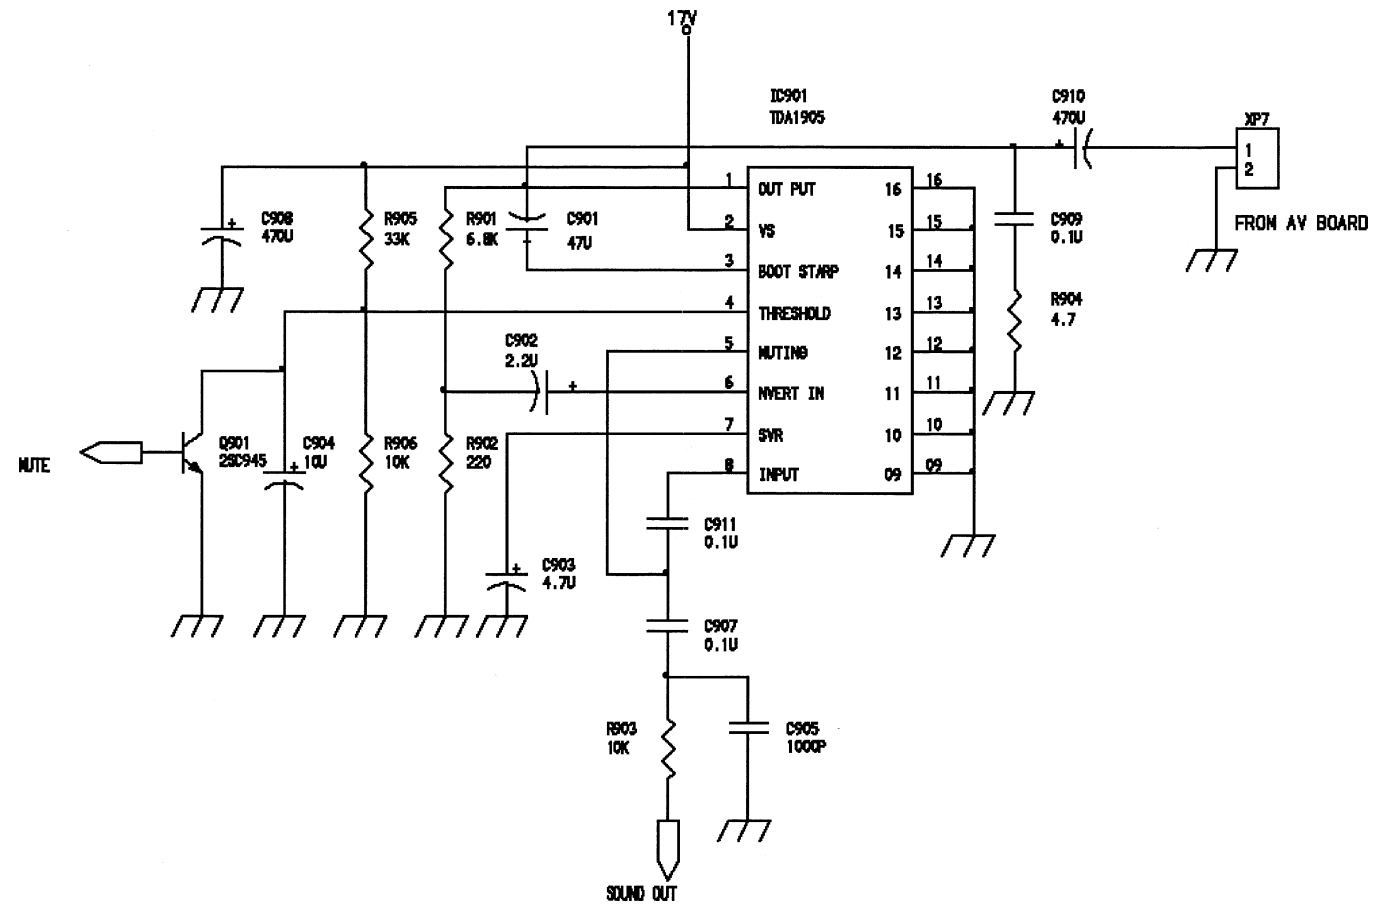 17V
IC901
TDA1905
C910
470U
XP7
1
2
FROM AV BOARD
C908
470U
R905
33K
R901
6.8K
C901
47U
1 OUT PUT 16 16
2 VS 15 15
3 BOOT STARP 14 14
4 THRESHOLD 13 13
5 MUTING 12 12
6 NVERT IN 11 11
7 SVR 10 10
8 INPUT 09 09
C909
0.1U
R904
4.7
C902
2.2U
MUTE
Q901
2SC945
C904
10U
R906
10K
R902
220
C903
4.7U
C911
0.1U
C907
0.1U
R903
10K
C905
1000P
SOUND OUT